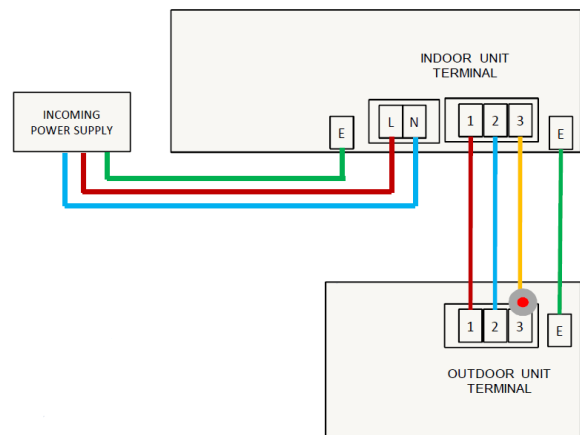 INDOOR UNIT
TERMINAL
INCOMING
POWER SUPPLY
E
L N
1 2 3
E
1 2 3
E
OUTDOOR UNIT
TERMINAL